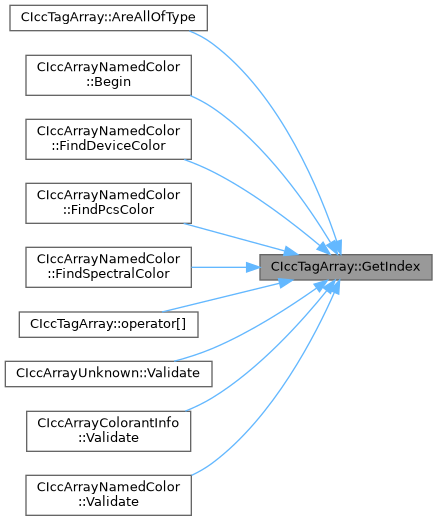 CIccTagArray::AreAllOfType
CIccArrayNamedColor
::Begin
CIccArrayNamedColor
::FindDeviceColor
CIccArrayNamedColor
::FindPcsColor
CIccArrayNamedColor
::FindSpectralColor
CIccTagArray::GetIndex
CIccTagArray::operator[]
CIccArrayUnknown::Validate
CIccArrayColorantInfo
::Validate
CIccArrayNamedColor
::Validate